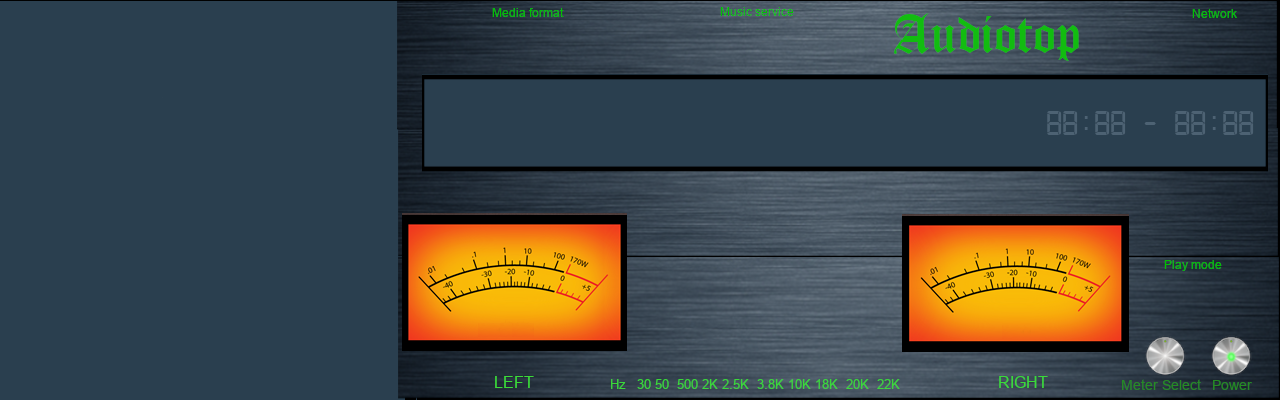 Media format
Music service
Network
Audiotop
88:88 - 88:88
.01 .1 1 10 100 170W
-40 -30 -20 -10 0 +5
.01 .1 1 10 100 170W
-40 -30 -20 -10 0 +5
Play mode
LEFT
Hz 30 50 500 2K 2.5K 3.8K 10K 18K 20K 22K
RIGHT
Meter Select
Power